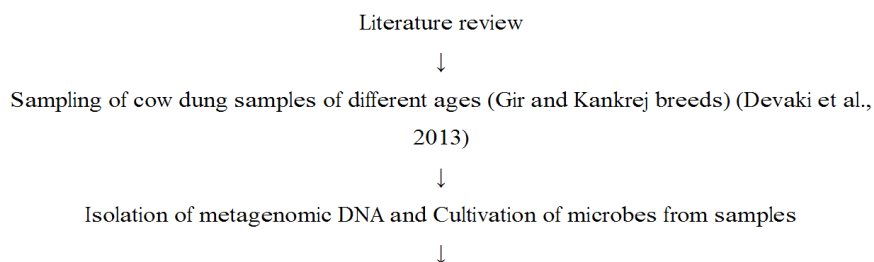 Literature review
↓
Sampling of cow dung samples of different ages (Gir and Kankrej breeds) (Devaki et al.,
2013)
↓
Isolation of metagenomic DNA and Cultivation of microbes from samples
↓